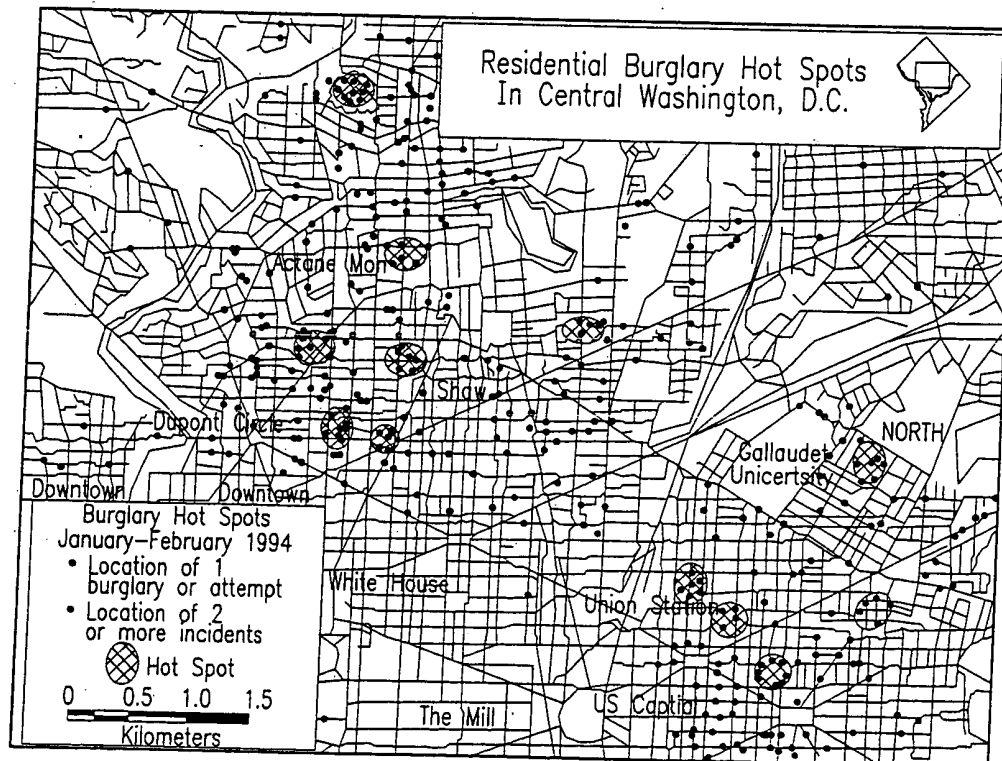 Residential Burglary Hot Spots
In Central Washington, D.C.
Actane Mon
Shaw
Dupont Circle
NORTH
Gallaudet
Unicertsity
Downtown
Downtown
Burglary Hot Spots
January-February 1994
• Location of 1
burglary or attempt
• Location of 2
or more incidents
Hot Spot
0 0.5 1.0 1.5
Kilometers
White House
Union Station
US Captial
The Mill